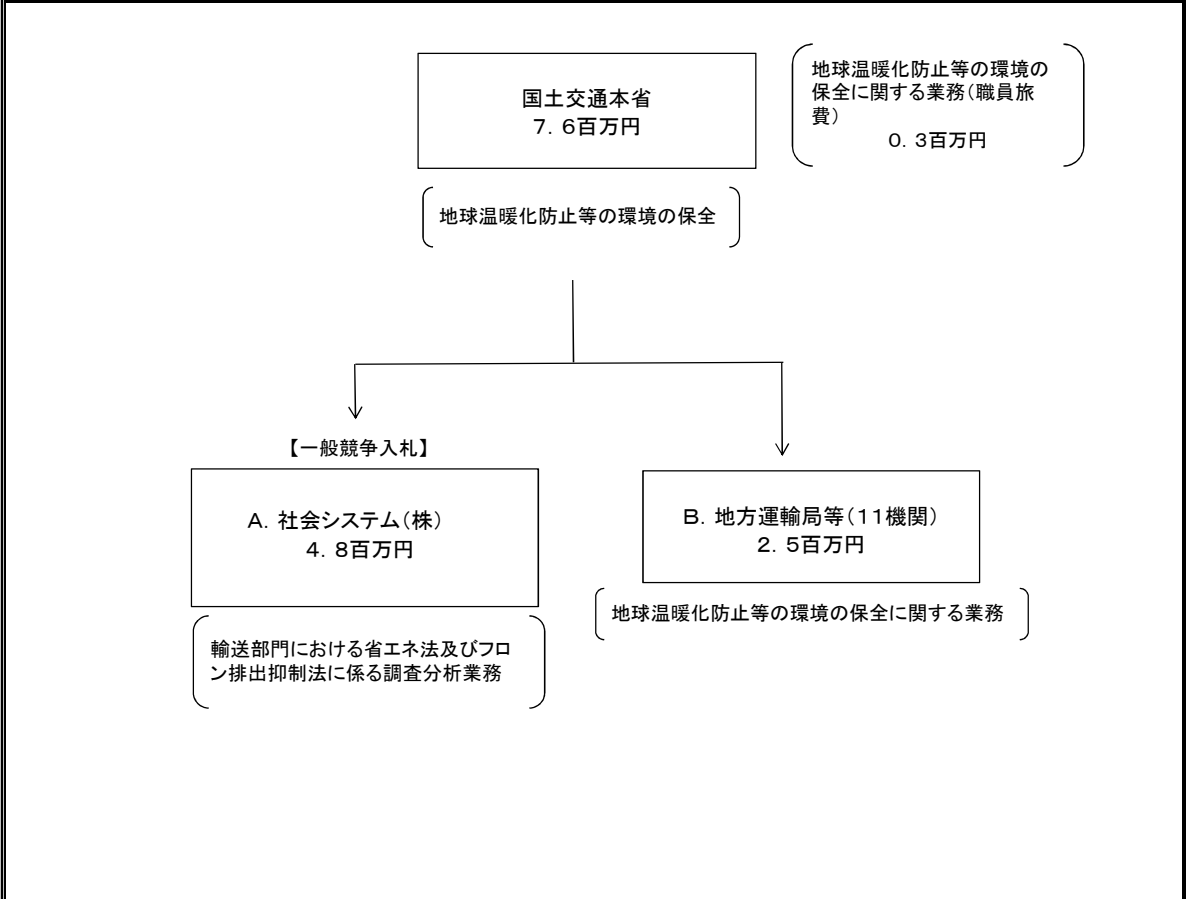 国土交通本省
７．６百万円
地球温暖化防止等の環境の
保全に関する業務（職員旅
費）
０．３百万円
地球温暖化防止等の環境の保全
【一般競争入札】
Ａ．社会システム（株）
４．８百万円
輸送部門における省エネ法及びフロ
ン排出抑制法に係る調査分析業務
Ｂ．地方運輸局等（１１機関）
２．５百万円
地球温暖化防止等の環境の保全に関する業務